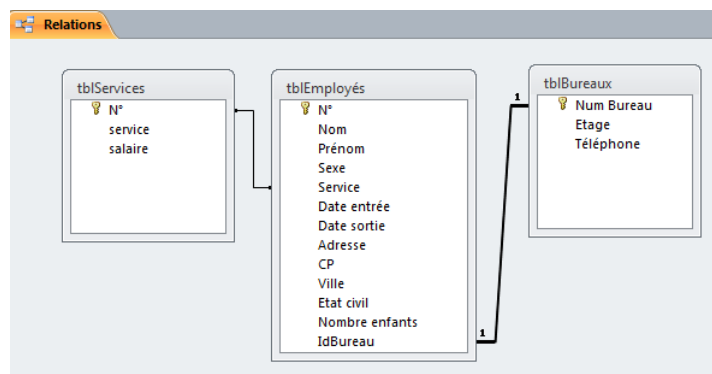 Relations
tblServices
N°
service
salaire
tblEmployés
N°
Nom
Prénom
Sexe
Service
Date entrée
Date sortie
Adresse
CP
Ville
Etat civil
Nombre enfants
IdBureau
1
1
tblBureaux
Num Bureau
Etage
Téléphone